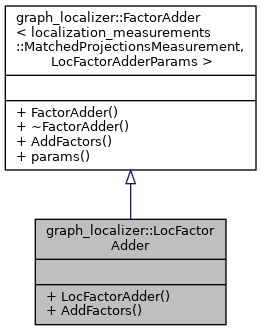 graph_localizer::FactorAdder
< localization_measurements
::MatchedProjectionsMeasurement,
LocFactorAdderParams >
+ FactorAdder()
+ ~FactorAdder()
+ AddFactors()
+ params()
graph_localizer::LocFactor
Adder
+ LocFactorAdder()
+ AddFactors()